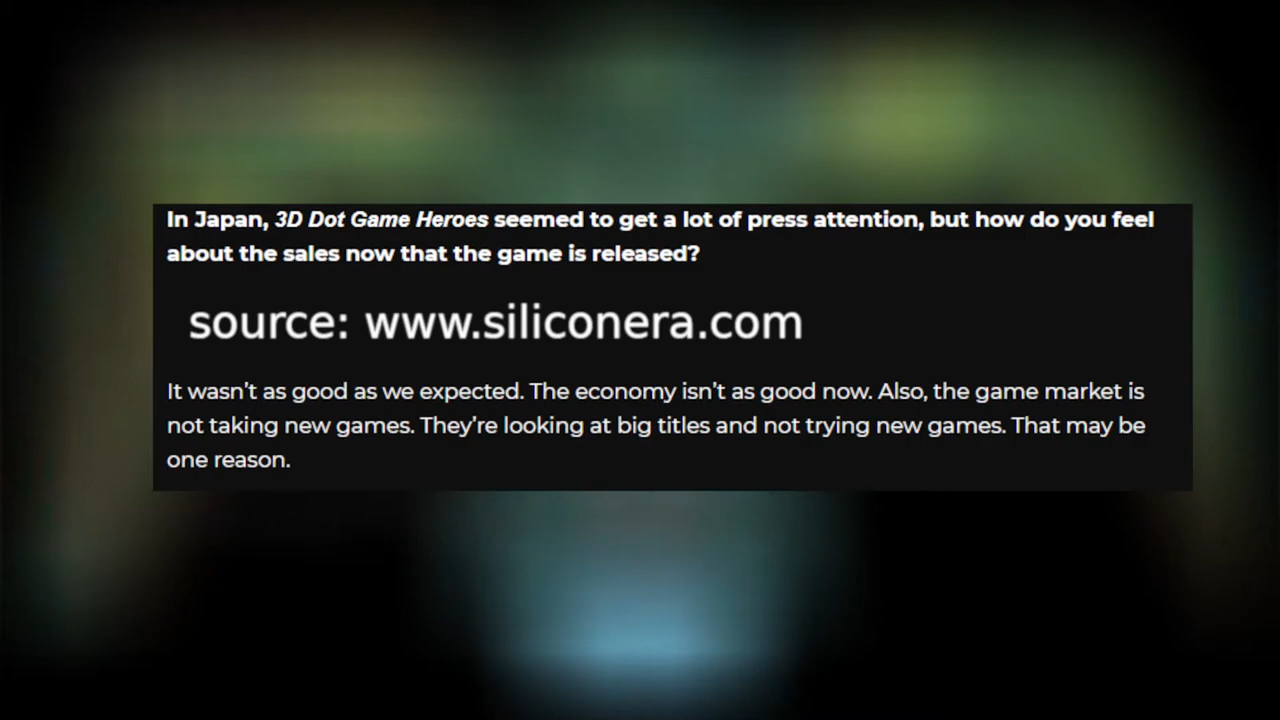 In Japan, 3D Dot Game Heroes seemed to get a lot of press attention, but how do you feel
about the sales now that the game is released?
source: www.siliconera.com
It wasn't as good as we expected. The economy isn't as good now. Also, the game market is
not taking new games. They're looking at big titles and not trying new games. That may be
one reason.